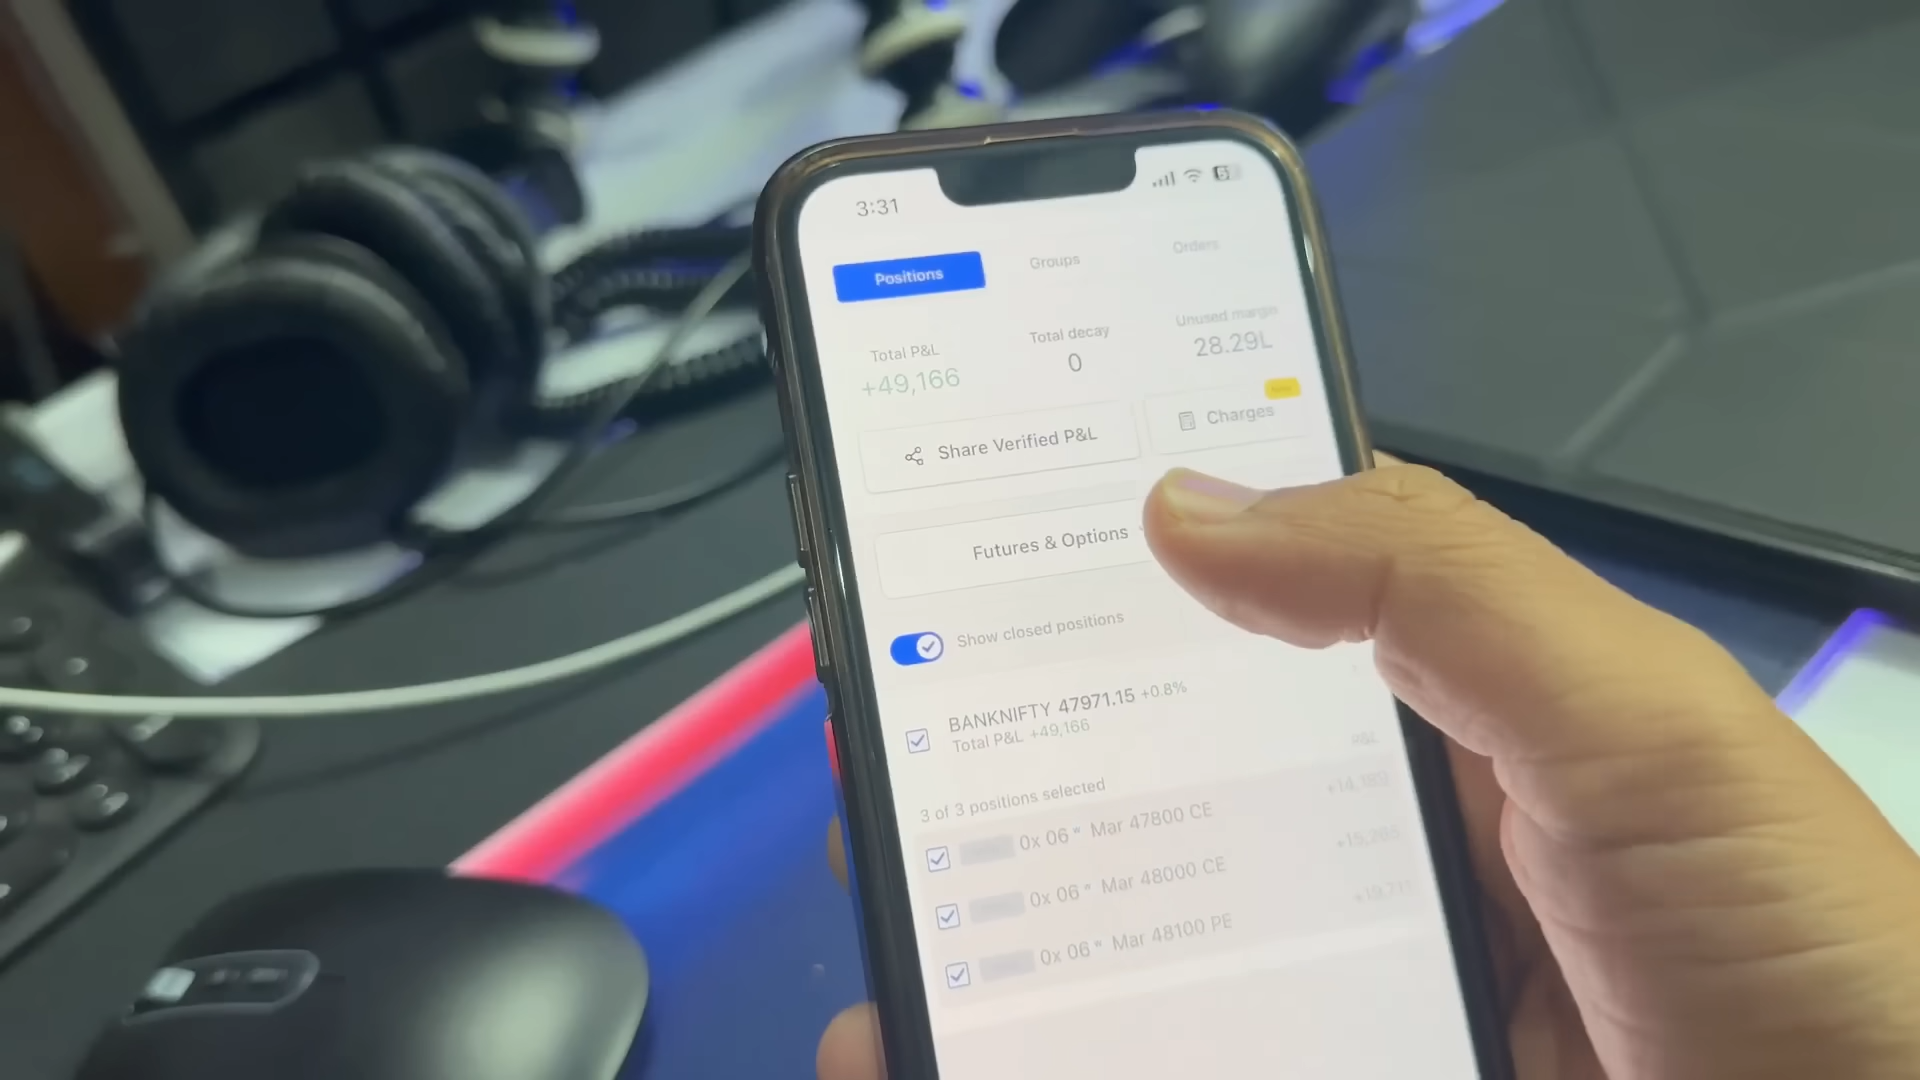 3:31
Positions Groups Orders
Total P&L Total decay Unused margin
+49,166 0 28.29L
Share Verified P&L Charges
Futures & Options
Show closed positions
BANKNIFTY 47971.15 +0.8%
Total P&L +49,166
P&L
3 of 3 positions selected
0x 06 w Mar 47800 CE
0x 06 w Mar 48000 CE
0x 06 w Mar 48100 PE